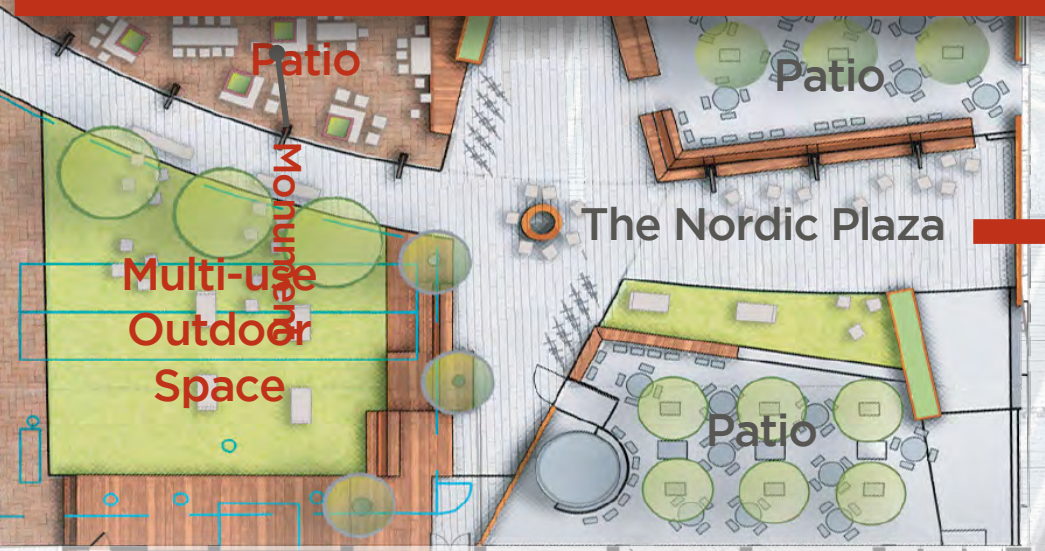 Patio
Patio
Monument
The Nordic Plaza
Multi-use
Outdoor
Space
Patio